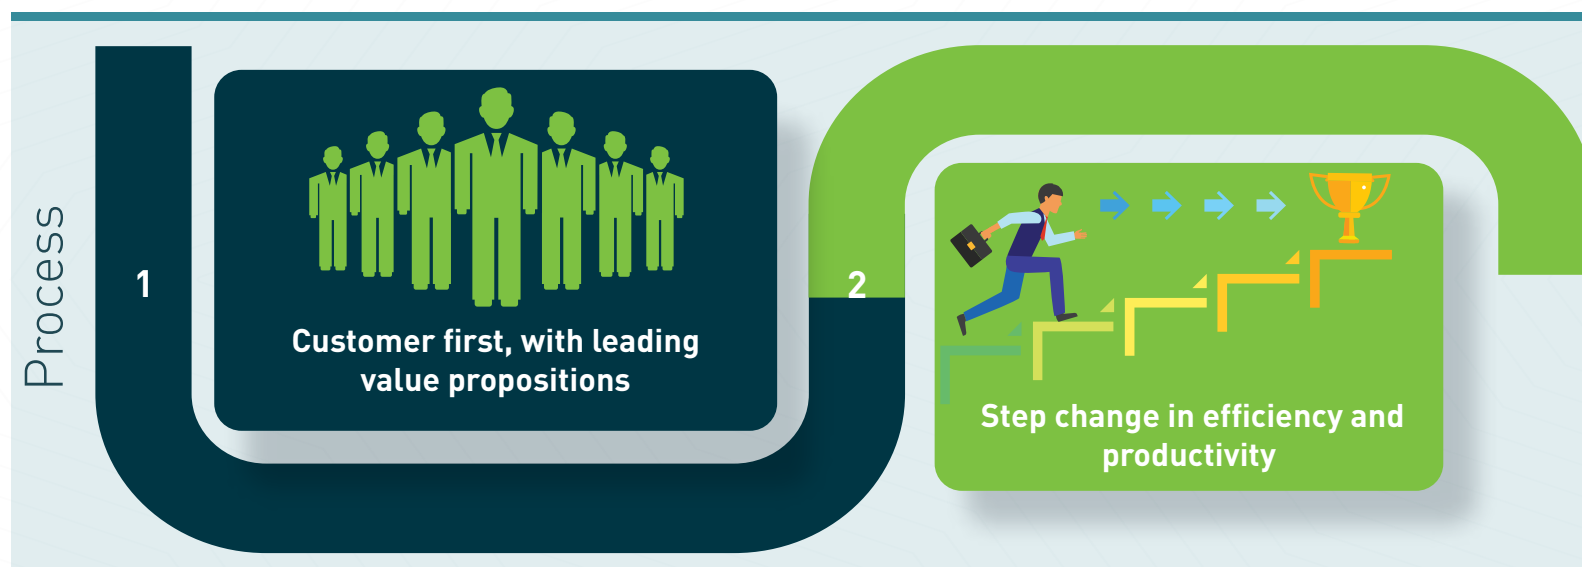 Process
1
Customer first, with leading
value propositions
2
Step change in efficiency and
productivity